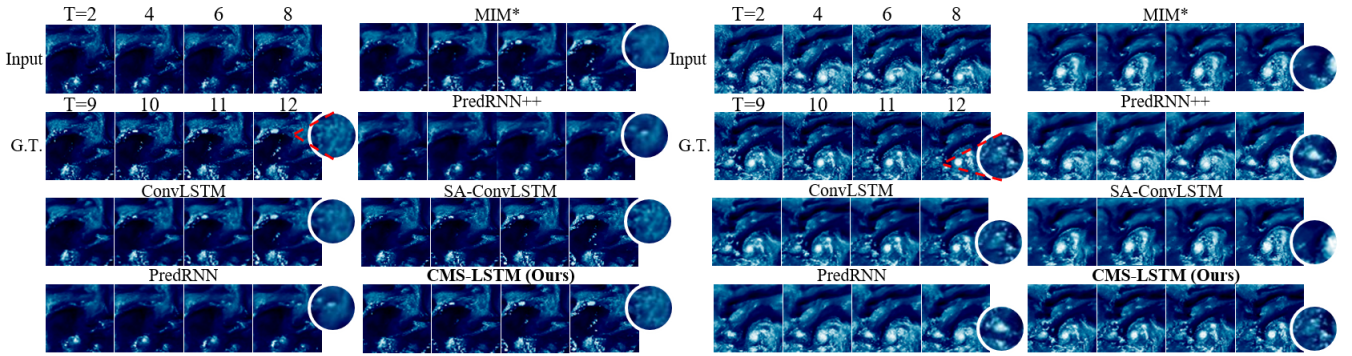 T=2 4 6 8
MIM*
Input
T=9 10 11 12
PredRNN++
G.T.
ConvLSTM
SA-ConvLSTM
PredRNN
CMS-LSTM (Ours)
T=2 4 6 8
MIM*
Input
T=9 10 11 12
PredRNN++
G.T.
ConvLSTM
SA-ConvLSTM
PredRNN
CMS-LSTM (Ours)